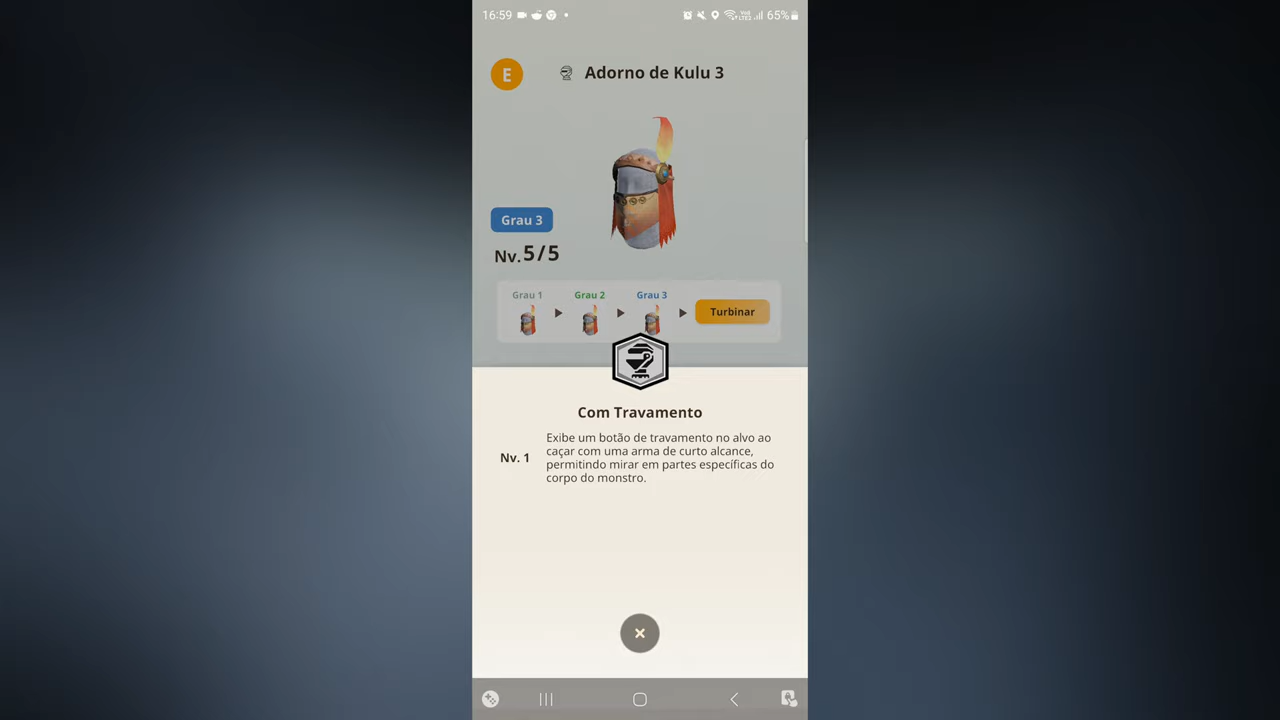 16:59
65%
E
Adorno de Kulu 3
Grau 3
Nv. 5/5
Grau 1
Grau 2
Grau 3
Turbinar
Com Travamento
Nv. 1
Exibe um botão de travamento no alvo ao
caçar com uma arma de curto alcance,
permitindo mirar em partes específicas do
corpo do monstro.